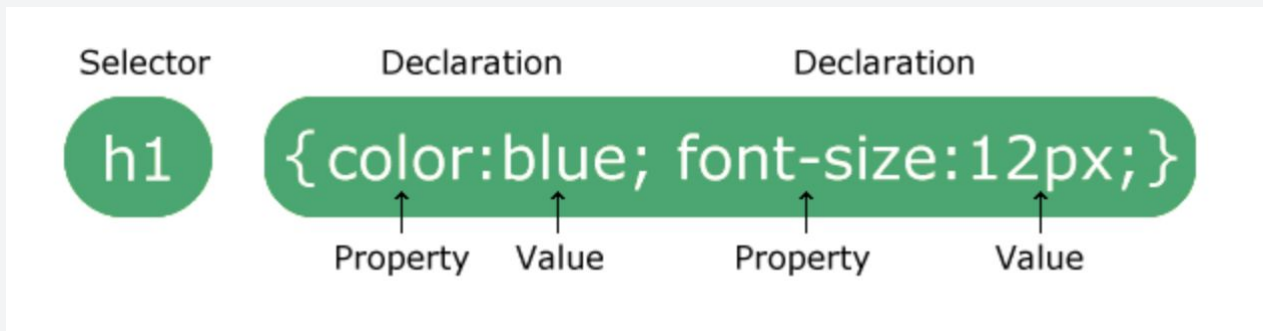 Selector Declaration Declaration
h1 {color:blue; font-size:12px;}
Property Value Property Value